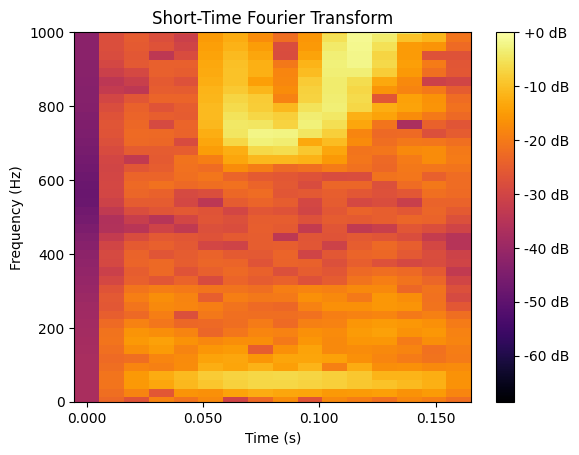 Short-Time Fourier Transform
1000
800
600
400
200
0
Frequency (Hz)
0.000
0.050
0.100
0.150
Time (s)
+0 dB
-10 dB
-20 dB
-30 dB
-40 dB
-50 dB
-60 dB